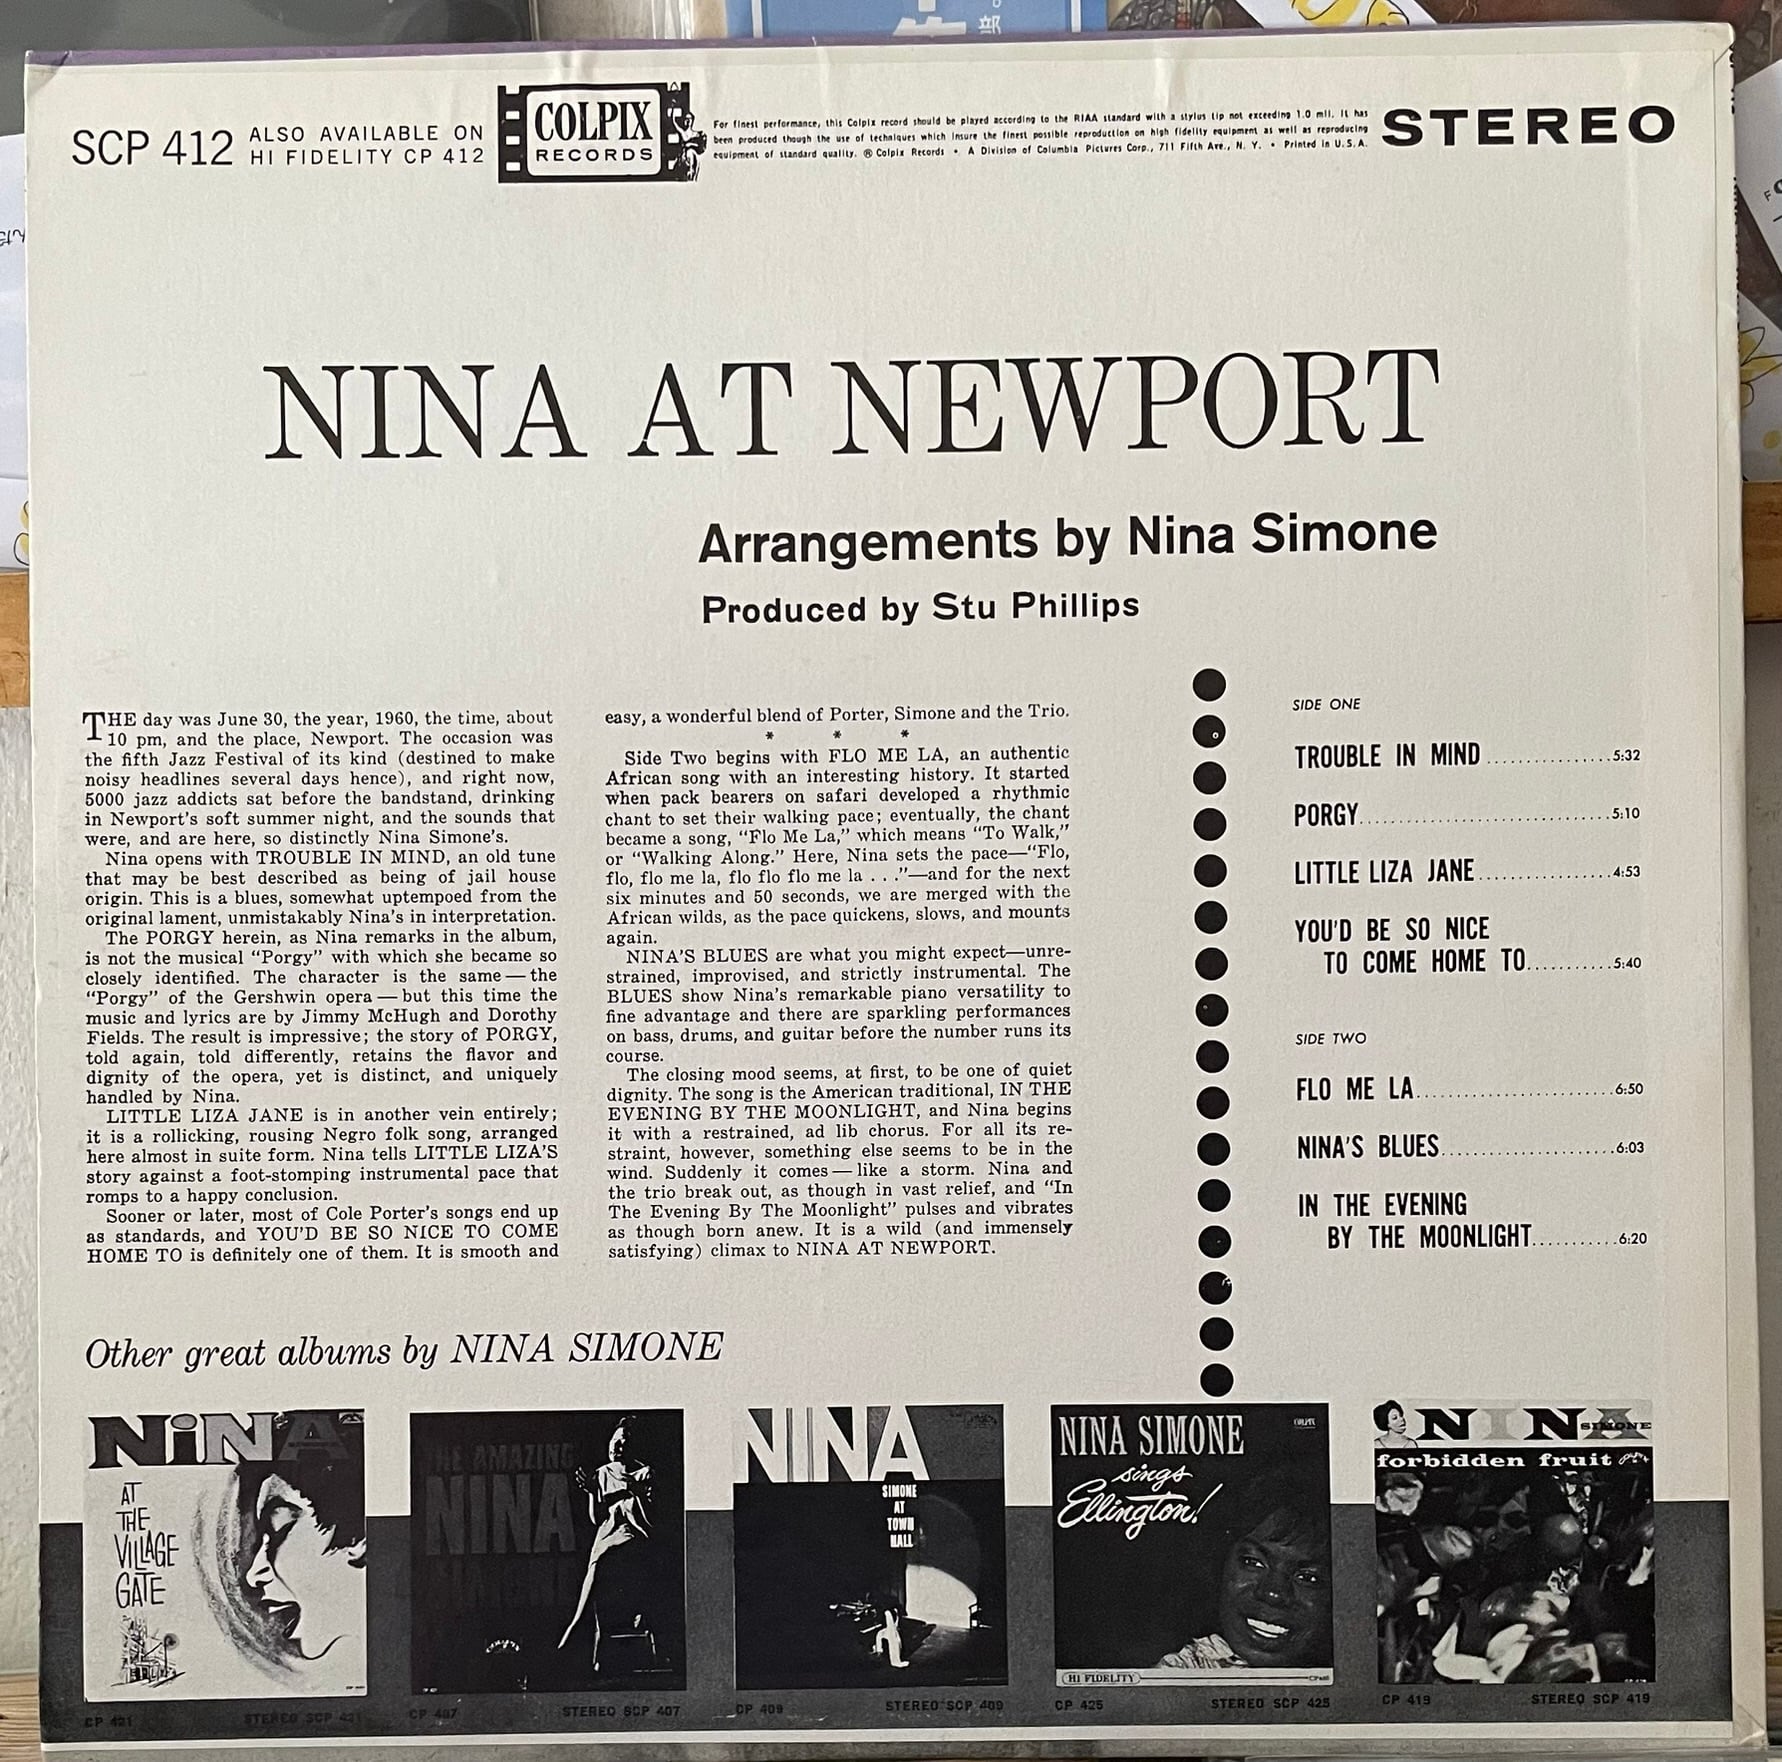 SCP 412
ALSO AVAILABLE ON
HI FIDELITY CP 412
COLPIX
RECORDS
For finest performance, this Colpix record should be played according to the RIAA standard with a stylus tip not exceeding 1.0 mil. It has
been produced though the use of techniques which insure the finest possible reproduction on high fidelity equipment as well as reproducing
equipment of standard quality. ® Colpix Records • A Division of Columbia Pictures Corp., 711 Fifth Ave., N. Y. • Printed in U.S.A.
STEREO
NINA AT NEWPORT
Arrangements by Nina Simone
Produced by Stu Phillips
THE day was June 30, the year, 1960, the time, about
10 pm, and the place, Newport. The occasion was
the fifth Jazz Festival of its kind (destined to make
noisy headlines several days hence), and right now,
5000 jazz addicts sat before the bandstand, drinking
in Newport's soft summer night, and the sounds that
were, and are here, so distinctly Nina Simone's.
Nina opens with TROUBLE IN MIND, an old tune
that may be best described as being of jail house
origin. This is a blues, somewhat uptempoed from the
original lament, unmistakably Nina's in interpretation.
The PORGY herein, as Nina remarks in the album,
is not the musical “Porgy” with which she became so
closely identified. The character is the same — the
“Porgy” of the Gershwin opera — but this time the
music and lyrics are by Jimmy McHugh and Dorothy
Fields. The result is impressive; the story of PORGY,
told again, told differently, retains the flavor and
dignity of the opera, yet is distinct, and uniquely
handled by Nina.
LITTLE LIZA JANE is in another vein entirely;
it is a rollicking, rousing Negro folk song, arranged
here almost in suite form. Nina tells LITTLE LIZA'S
story against a foot-stomping instrumental pace that
romps to a happy conclusion.
Sooner or later, most of Cole Porter's songs end up
as standards, and YOU'D BE SO NICE TO COME
HOME TO is definitely one of them. It is smooth and
easy, a wonderful blend of Porter, Simone and the Trio.
* * *
Side Two begins with FLO ME LA, an authentic
African song with an interesting history. It started
when pack bearers on safari developed a rhythmic
chant to set their walking pace; eventually, the chant
became a song, “Flo Me La,” which means “To Walk,”
or “Walking Along.” Here, Nina sets the pace—“Flo,
flo, flo me la, flo flo flo me la . . .”—and for the next
six minutes and 50 seconds, we are merged with the
African wilds, as the pace quickens, slows, and mounts
again.
NINA'S BLUES are what you might expect—unre-
strained, improvised, and strictly instrumental. The
BLUES show Nina's remarkable piano versatility to
fine advantage and there are sparkling performances
on bass, drums, and guitar before the number runs its
course.
The closing mood seems, at first, to be one of quiet
dignity. The song is the American traditional, IN THE
EVENING BY THE MOONLIGHT, and Nina begins
it with a restrained, ad lib chorus. For all its re-
straint, however, something else seems to be in the
wind. Suddenly it comes — like a storm. Nina and
the trio break out, as though in vast relief, and “In
The Evening By The Moonlight” pulses and vibrates
as though born anew. It is a wild (and immensely
satisfying) climax to NINA AT NEWPORT.
SIDE ONE
TROUBLE IN MIND................5:32
PORGY................................5:10
LITTLE LIZA JANE.................4:53
YOU'D BE SO NICE
TO COME HOME TO...........5:40
SIDE TWO
FLO ME LA.........................6:50
NINA'S BLUES......................6:03
IN THE EVENING
BY THE MOONLIGHT...........6:20
Other great albums by NINA SIMONE
NiNA
AT
THE
VILLAGE
GATE
CP 421
STEREO SCP 421
THE AMAZING
NINA
SIMONE
CP 407
STEREO SCP 407
NINA
SIMONE
AT
TOWN
HALL
CP 409
STEREO SCP 409
NINA SIMONE
COLPIX
sings
Ellington!
HI FIDELITY
CP 425
STEREO SCP 425
NINA
SIMONE
forbidden fruit
CP 419
STEREO SCP 419
部